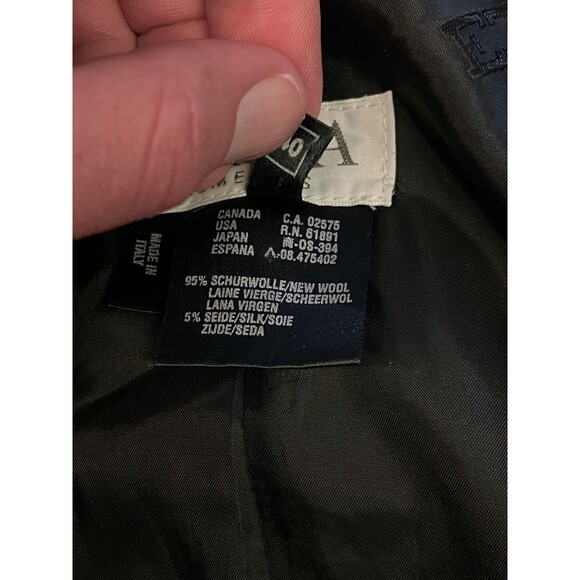 A
ME S
MADE IN
ITALY
CANADA C.A. 02575
USA R.N. 61891
JAPAN -OS-394
ESPANA -08.475402
95% SCHURWOLLE/NEW WOOL
LAINE VIERGE/SCHEERWOL
LANA VIRGEN
5% SEIDE/SILK/SOIE
ZIJDE/SEDA